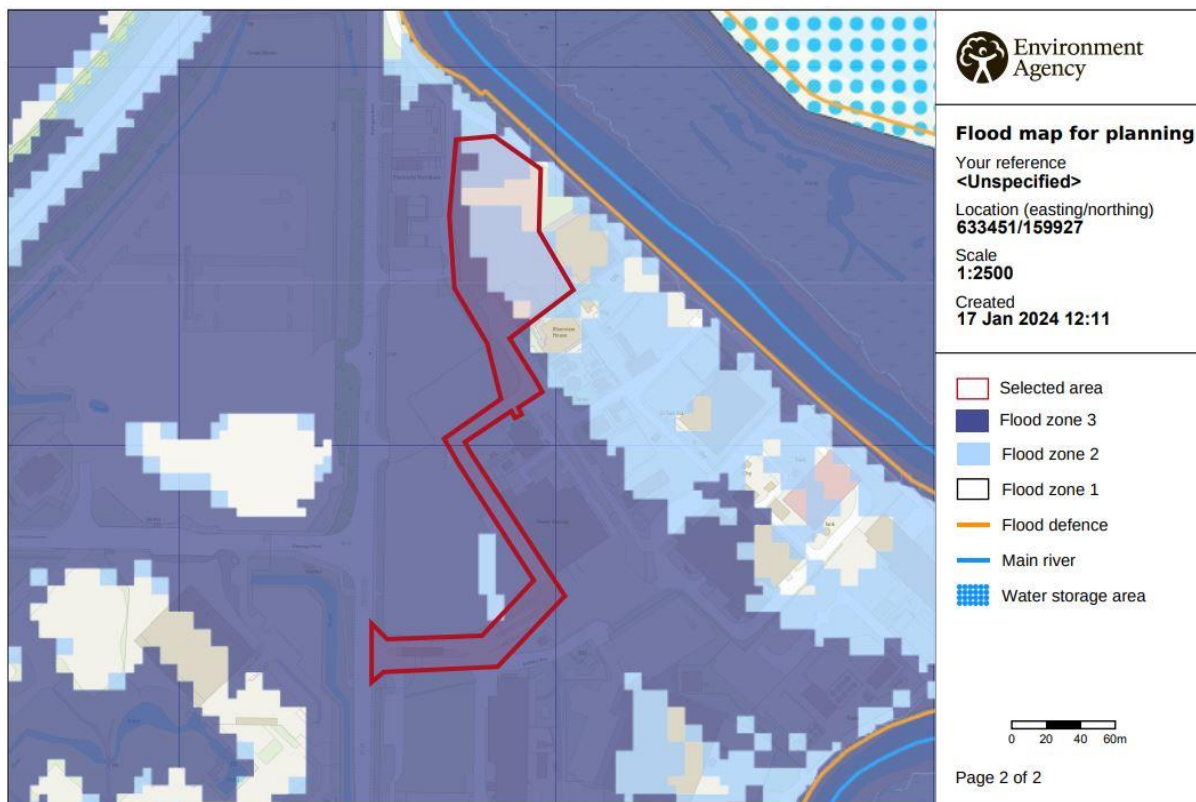 Environment
Agency
Flood map for planning
Your reference
<Unspecified>
Location (easting/northing)
633451/159927
Scale
1:2500
Created
17 Jan 2024 12:11
Selected area
Flood zone 3
Flood zone 2
Flood zone 1
Flood defence
Main river
Water storage area
0 20 40 60m
Page 2 of 2
Riverview
House